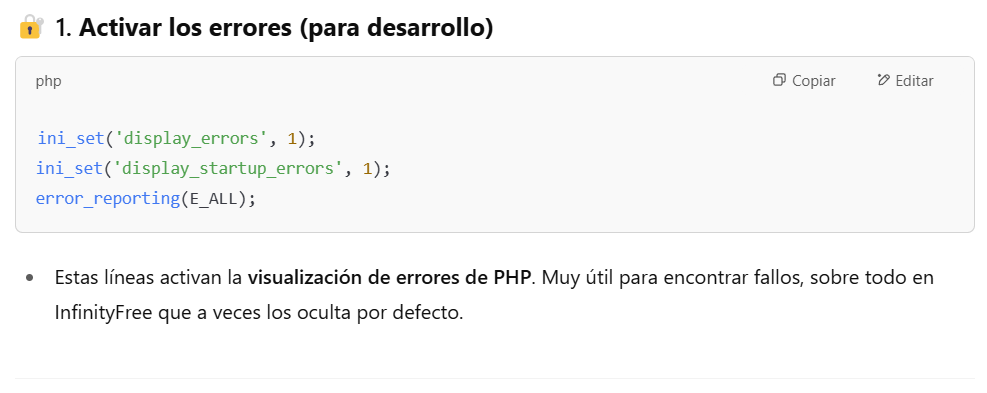 🔐 1. Activar los errores (para desarrollo)
php Copiar Editar
ini_set('display_errors', 1);
ini_set('display_startup_errors', 1);
error_reporting(E_ALL);
• Estas líneas activan la visualización de errores de PHP. Muy útil para encontrar fallos, sobre todo en
InfinityFree que a veces los oculta por defecto.